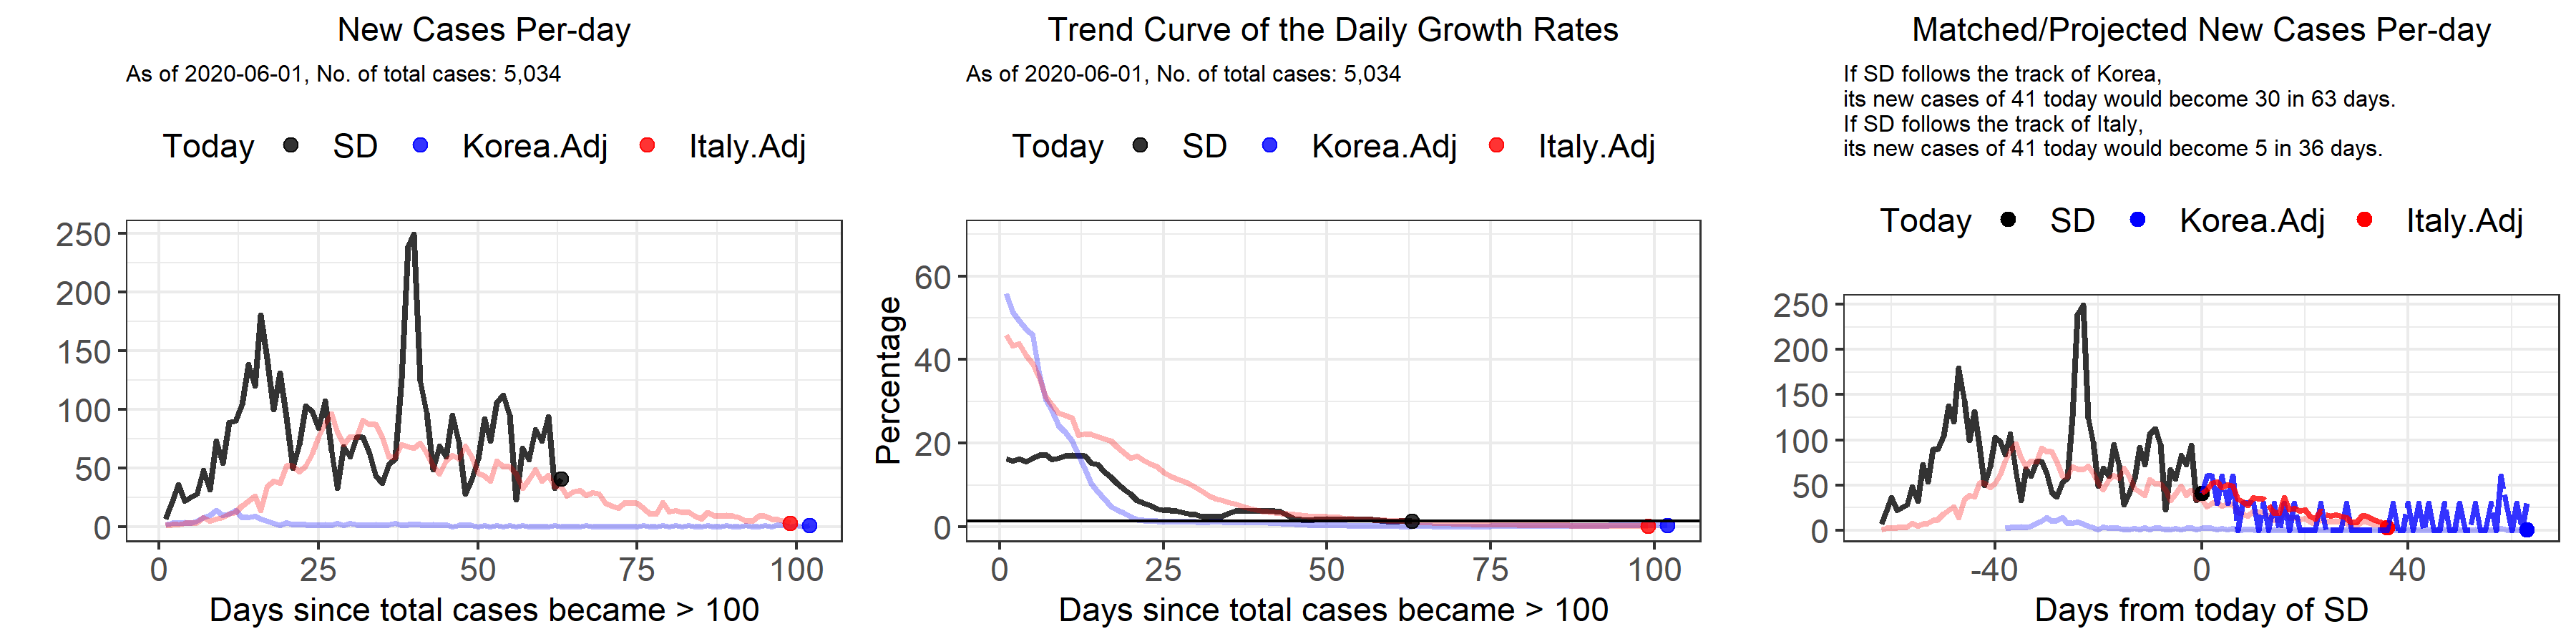 New Cases Per-day
As of 2020-06-01, No. of total cases: 5,034
Today SD Korea.Adj Italy.Adj
250
200
150
100
50
0
0 25 50 75 100
Days since total cases became > 100
Trend Curve of the Daily Growth Rates
As of 2020-06-01, No. of total cases: 5,034
Today SD Korea.Adj Italy.Adj
Percentage
60
40
20
0
0 25 50 75 100
Days since total cases became > 100
Matched/Projected New Cases Per-day
If SD follows the track of Korea,
its new cases of 41 today would become 30 in 63 days.
If SD follows the track of Italy,
its new cases of 41 today would become 5 in 36 days.
Today SD Korea.Adj Italy.Adj
250
200
150
100
50
0
-40 0 40
Days from today of SD